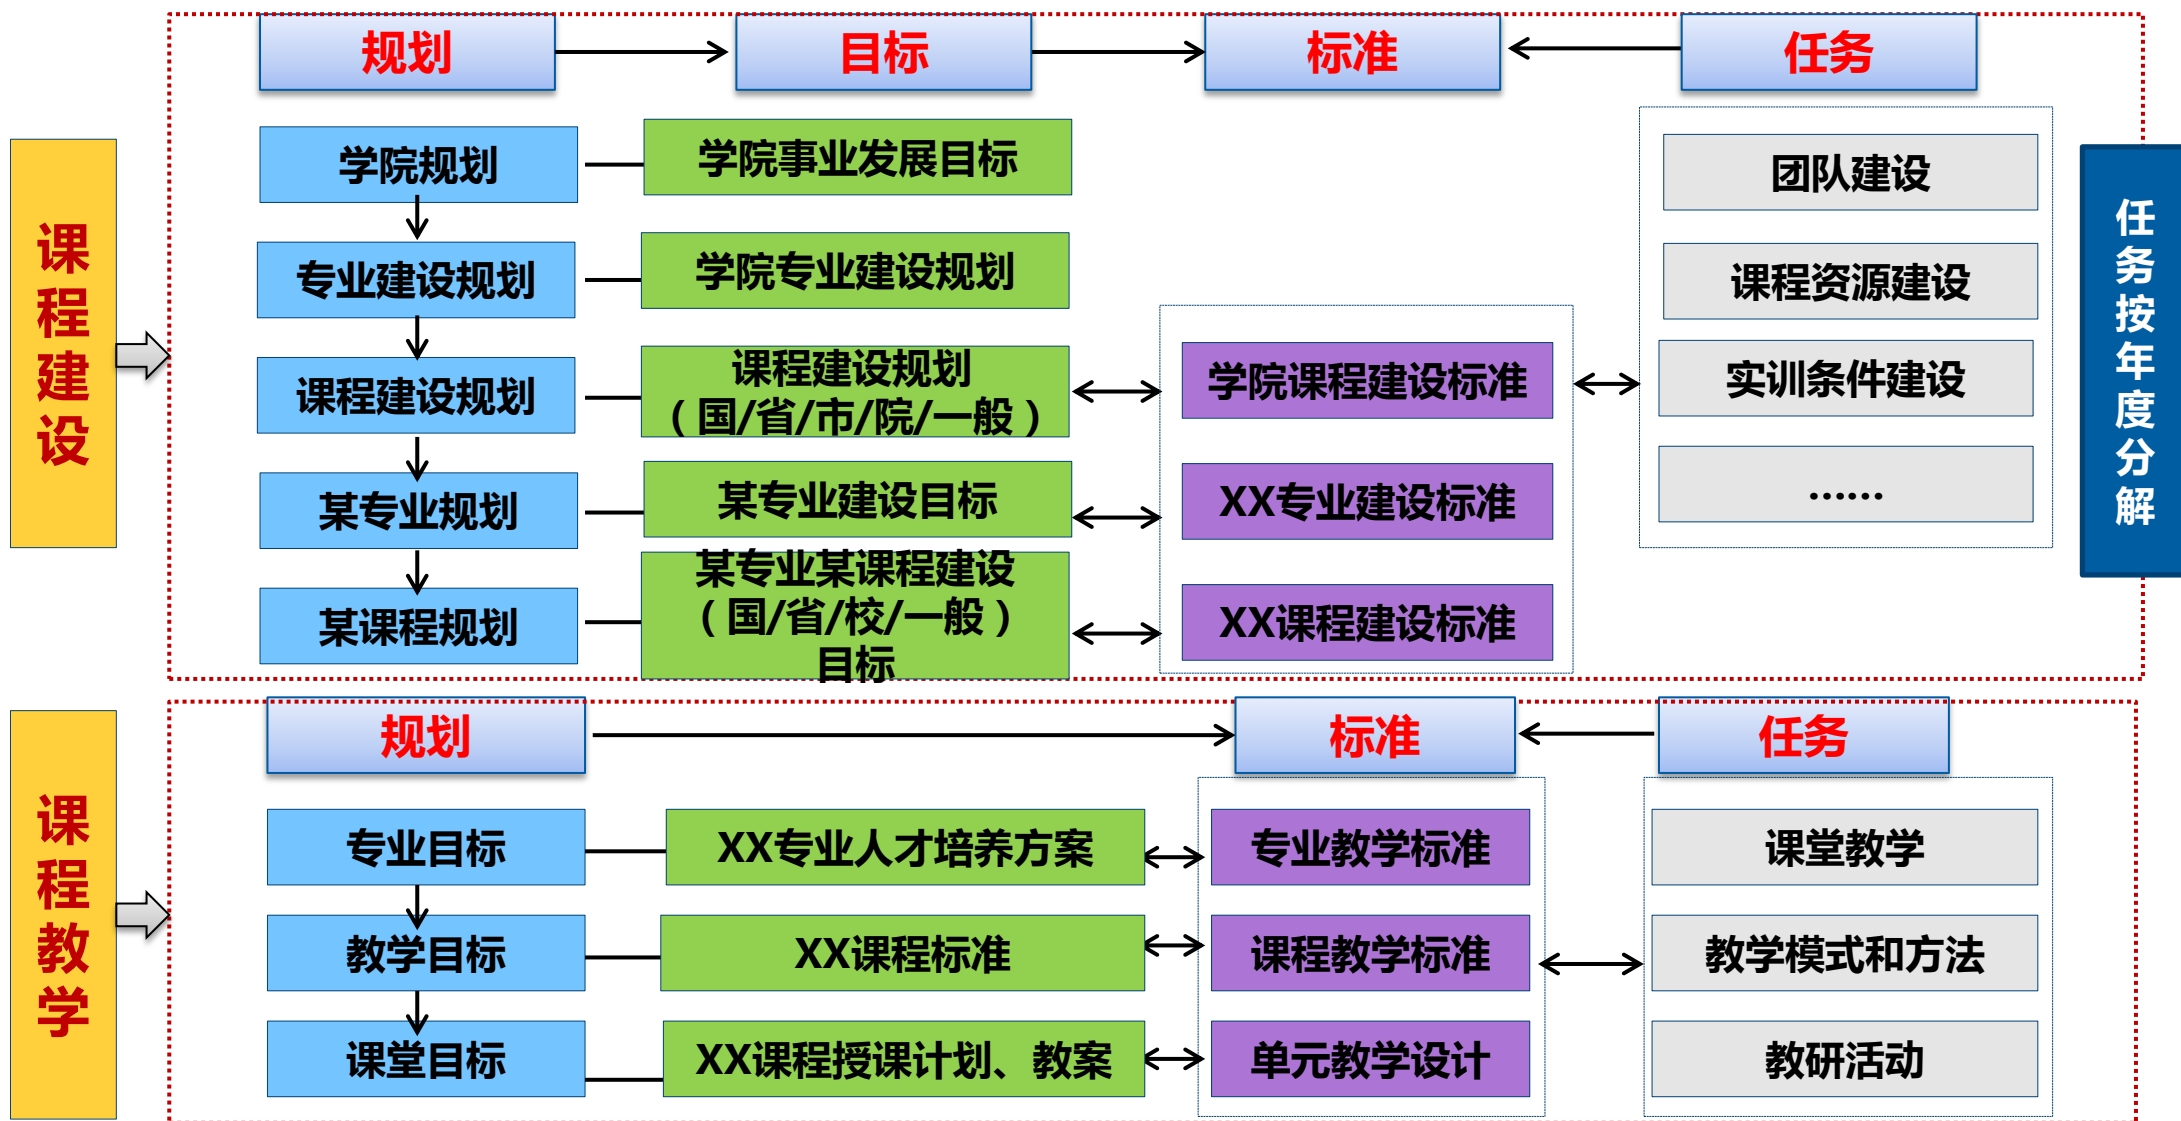 规划
目标
标准
任务
课程建设
学院规划
学院事业发展目标
团队建设
专业建设规划
学院专业建设规划
课程资源建设
课程建设规划
课程建设规划
（国/省/市/院/一般）
学院课程建设标准
实训条件建设
某专业规划
某专业建设目标
XX专业建设标准
......
某课程规划
某专业某课程建设
（国/省/校/一般）
目标
XX课程建设标准
任务按年度分解
规划
标准
任务
课程教学
专业目标
XX专业人才培养方案
专业教学标准
课堂教学
教学目标
XX课程标准
课程教学标准
教学模式和方法
课堂目标
XX课程授课计划、教案
单元教学设计
教研活动